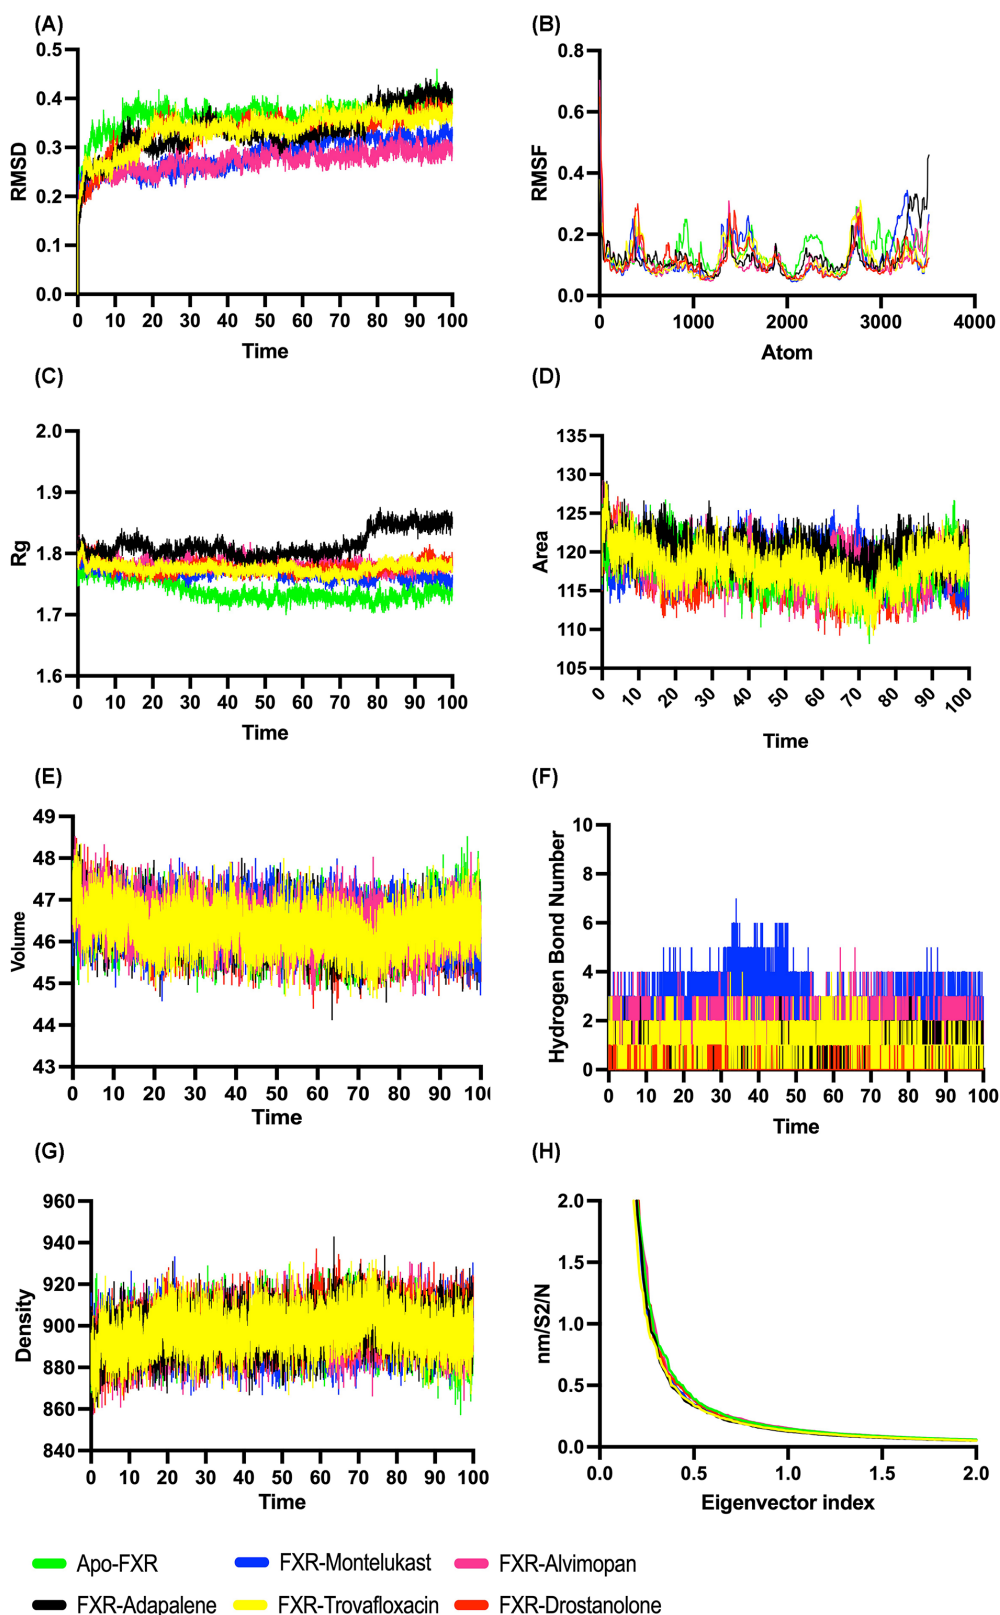 (A)
0.5
0.4
0.3
0.2
0.1
0.0
RMSD
0 10 20 30 40 50 60 70 80 90 100
Time
(B)
0.8
0.6
0.4
0.2
0.0
RMSF
0 1000 2000 3000 4000
Atom
(C)
2.0
1.9
1.8
1.7
1.6
Rg
0 10 20 30 40 50 60 70 80 90 100
Time
(D)
135
130
125
120
115
110
105
Area
0 10 20 30 40 50 60 70 80 90 100
Time
(E)
49
48
47
46
45
44
43
Volume
0 10 20 30 40 50 60 70 80 90 100
Time
(F)
10
8
6
4
2
0
Hydrogen Bond Number
0 10 20 30 40 50 60 70 80 90 100
Time
(G)
960
940
920
900
880
860
840
Density
0 10 20 30 40 50 60 70 80 90 100
Time
(H)
2.0
1.5
1.0
0.5
0.0
nm/S2/N
0.0 0.5 1.0 1.5 2.0
Eigenvector index
Apo-FXR FXR-Montelukast FXR-Alvimopan
FXR-Adapalene FXR-Trovafloxacin FXR-Drostanolone